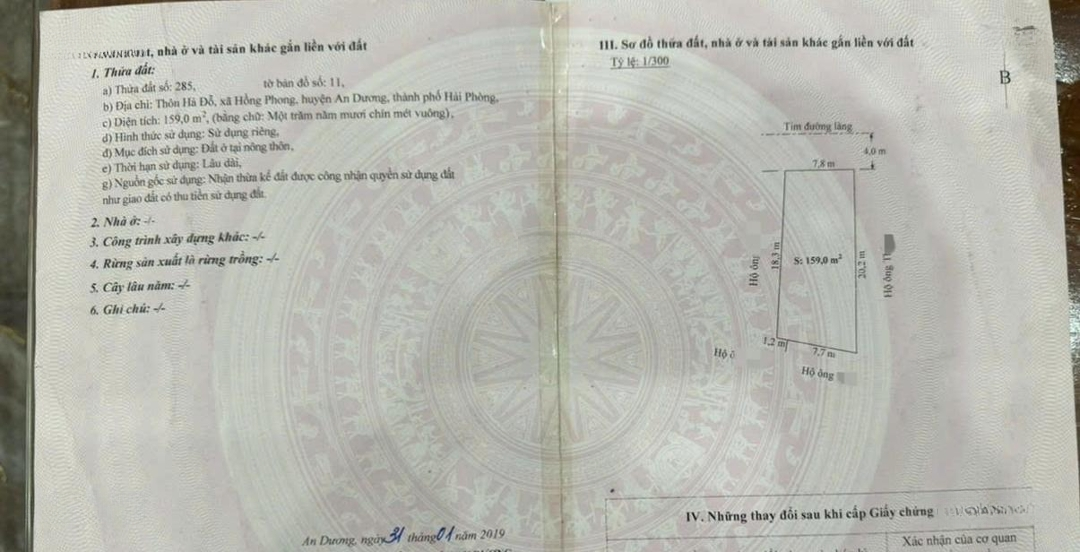 nhà ở và tài sản khác gắn liền với đất
1. Thửa đất:
a) Thửa đất số: 285, tờ bản đồ số: 11,
b) Địa chỉ: Thôn Hà Đỗ, xã Hồng Phong, huyện An Dương, thành phố Hải Phòng,
c) Diện tích: 159,0 m², (bằng chữ: Một trăm năm mươi chín mét vuông),
d) Hình thức sử dụng: Sử dụng riêng,
đ) Mục đích sử dụng: Đất ở tại nông thôn,
e) Thời hạn sử dụng: Lâu dài,
g) Nguồn gốc sử dụng: Nhận thừa kế đất được công nhận quyền sử dụng đất
như giao đất có thu tiền sử dụng đất.
2. Nhà ở: -/-
3. Công trình xây dựng khác: -/-
4. Rừng sản xuất là rừng trồng: -/-
5. Cây lâu năm: -/-
6. Ghi chú: -/-
An Dương, ngày 31 tháng 01 năm 2019
III. Sơ đồ thửa đất, nhà ở và tài sản khác gắn liền với đất
Tỷ lệ: 1/300
B
Tim đường làng
4,0 m
7,8 m
Hộ ông
18,3 m
S: 159,0 m²
20,2 m
Hộ ông
1,2 m
7,7 m
Hộ
Hộ ông
IV. Những thay đổi sau khi cấp Giấy chứng
Xác nhận của cơ quan